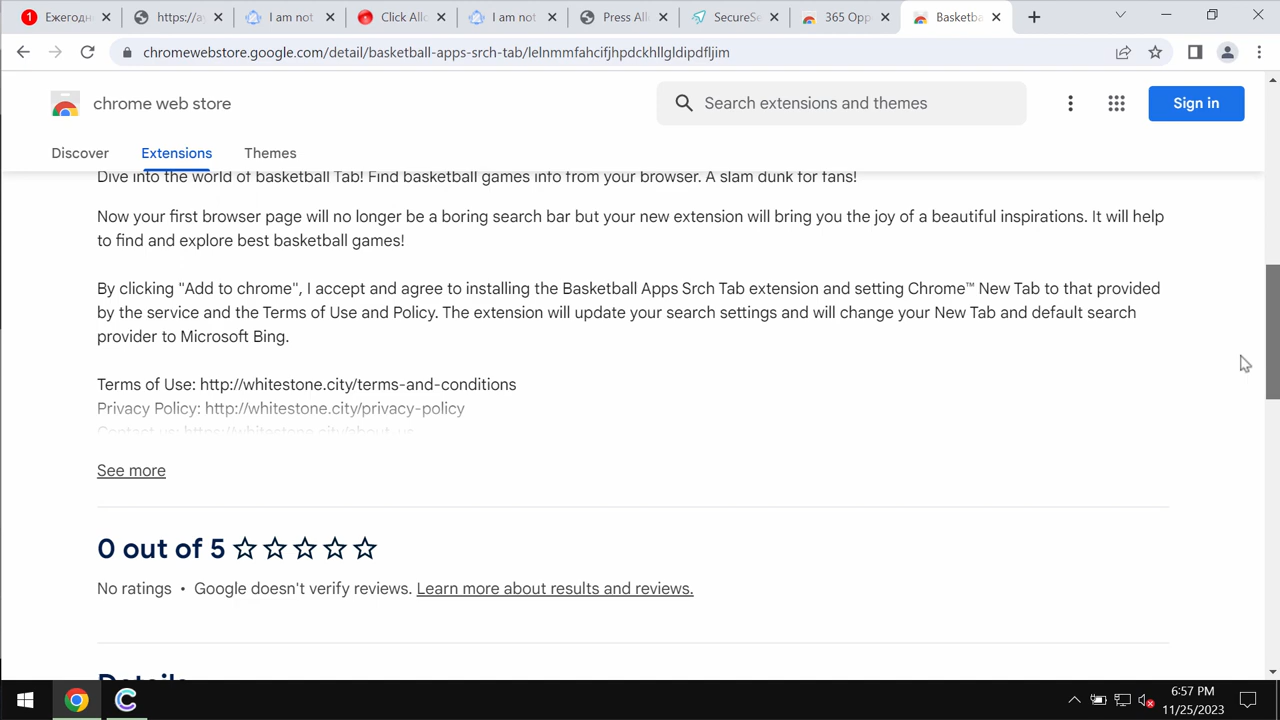 1 Ежегодн
https://a
I am not
Click Allo
I am not
Press All
SecureSe
365 Opp
Basketba
chromewebstore.google.com/detail/basketball-apps-srch-tab/lelnmmfahcifjhpdckhllgldipdfljim
chrome web store
Search extensions and themes
Sign in
Discover
Extensions
Themes
Dive into the world of basketball Tab! Find basketball games info from your browser. A slam dunk for fans!
Now your first browser page will no longer be a boring search bar but your new extension will bring you the joy of a beautiful inspirations. It will help
to find and explore best basketball games!
By clicking "Add to chrome", I accept and agree to installing the Basketball Apps Srch Tab extension and setting Chrome™ New Tab to that provided
by the service and the Terms of Use and Policy. The extension will update your search settings and will change your New Tab and default search
provider to Microsoft Bing.
Terms of Use: http://whitestone.city/terms-and-conditions
Privacy Policy: http://whitestone.city/privacy-policy
Contact us: https://whitestone.city/about_us
See more
0 out of 5
No ratings • Google doesn't verify reviews. Learn more about results and reviews.
Details
6:57 PM
11/25/2023